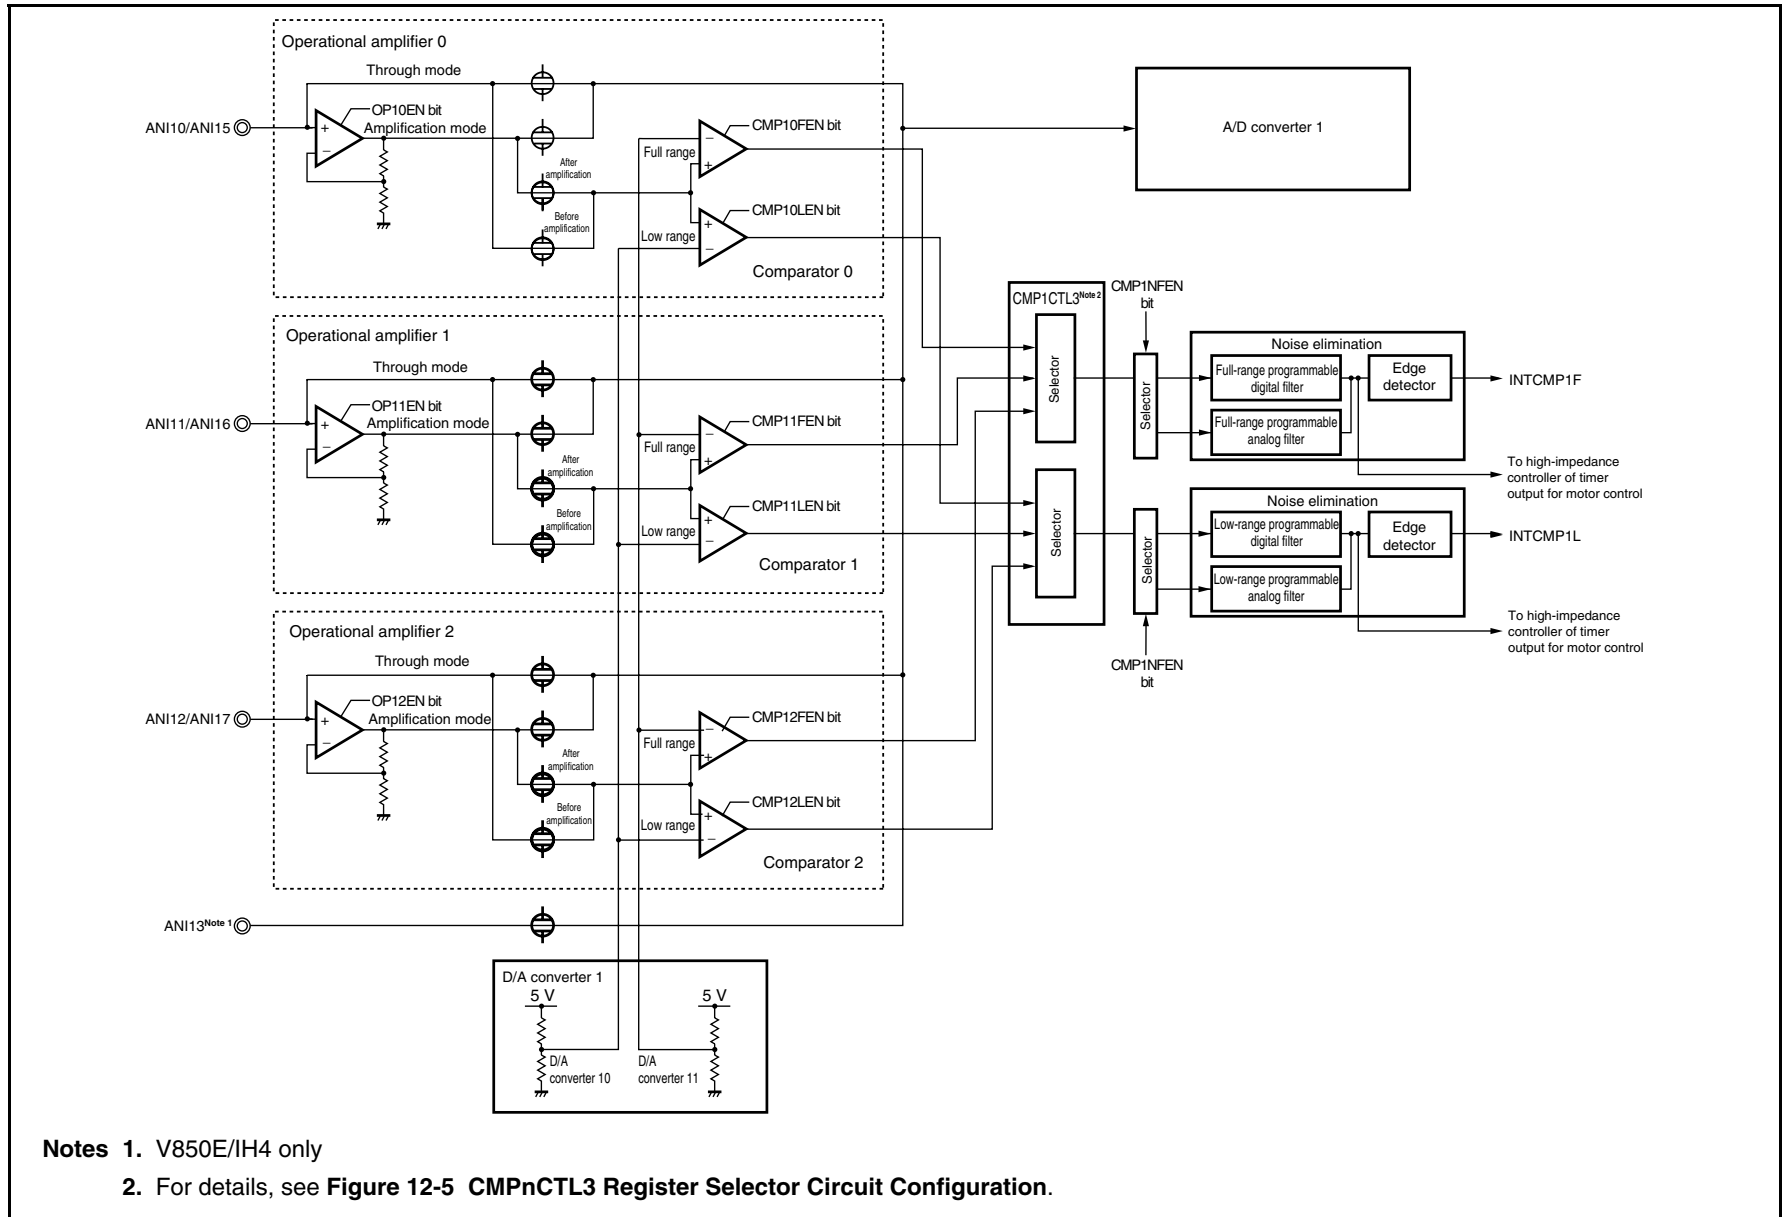 Operational amplifier 0
Through mode
OP10EN bit
ANI10/ANI15
+
−
Amplification mode
After
amplification
Before
amplification
CMP10FEN bit
−
Full range
+
CMP10LEN bit
+
Low range
−
Comparator 0
A/D converter 1
Operational amplifier 1
Through mode
OP11EN bit
ANI11/ANI16
+
−
Amplification mode
After
amplification
Before
amplification
CMP11FEN bit
−
Full range
+
CMP11LEN bit
+
Low range
−
Comparator 1
Operational amplifier 2
Through mode
OP12EN bit
ANI12/ANI17
+
−
Amplification mode
After
amplification
Before
amplification
CMP12FEN bit
−
Full range
+
CMP12LEN bit
+
Low range
−
Comparator 2
CMP1CTL3Note 2
Selector
Selector
CMP1NFEN
bit
Selector
Noise elimination
Full-range programmable
digital filter
Edge
detector
INTCMP1F
Full-range programmable
analog filter
To high-impedance
controller of timer
output for motor control
Selector
Noise elimination
Low-range programmable
digital filter
Edge
detector
INTCMP1L
Low-range programmable
analog filter
To high-impedance
controller of timer
output for motor control
CMP1NFEN
bit
ANI13Note 1
D/A converter 1
5 V
5 V
D/A
converter 10
D/A
converter 11
Notes 1. V850E/IH4 only
2. For details, see Figure 12-5 CMPnCTL3 Register Selector Circuit Configuration.